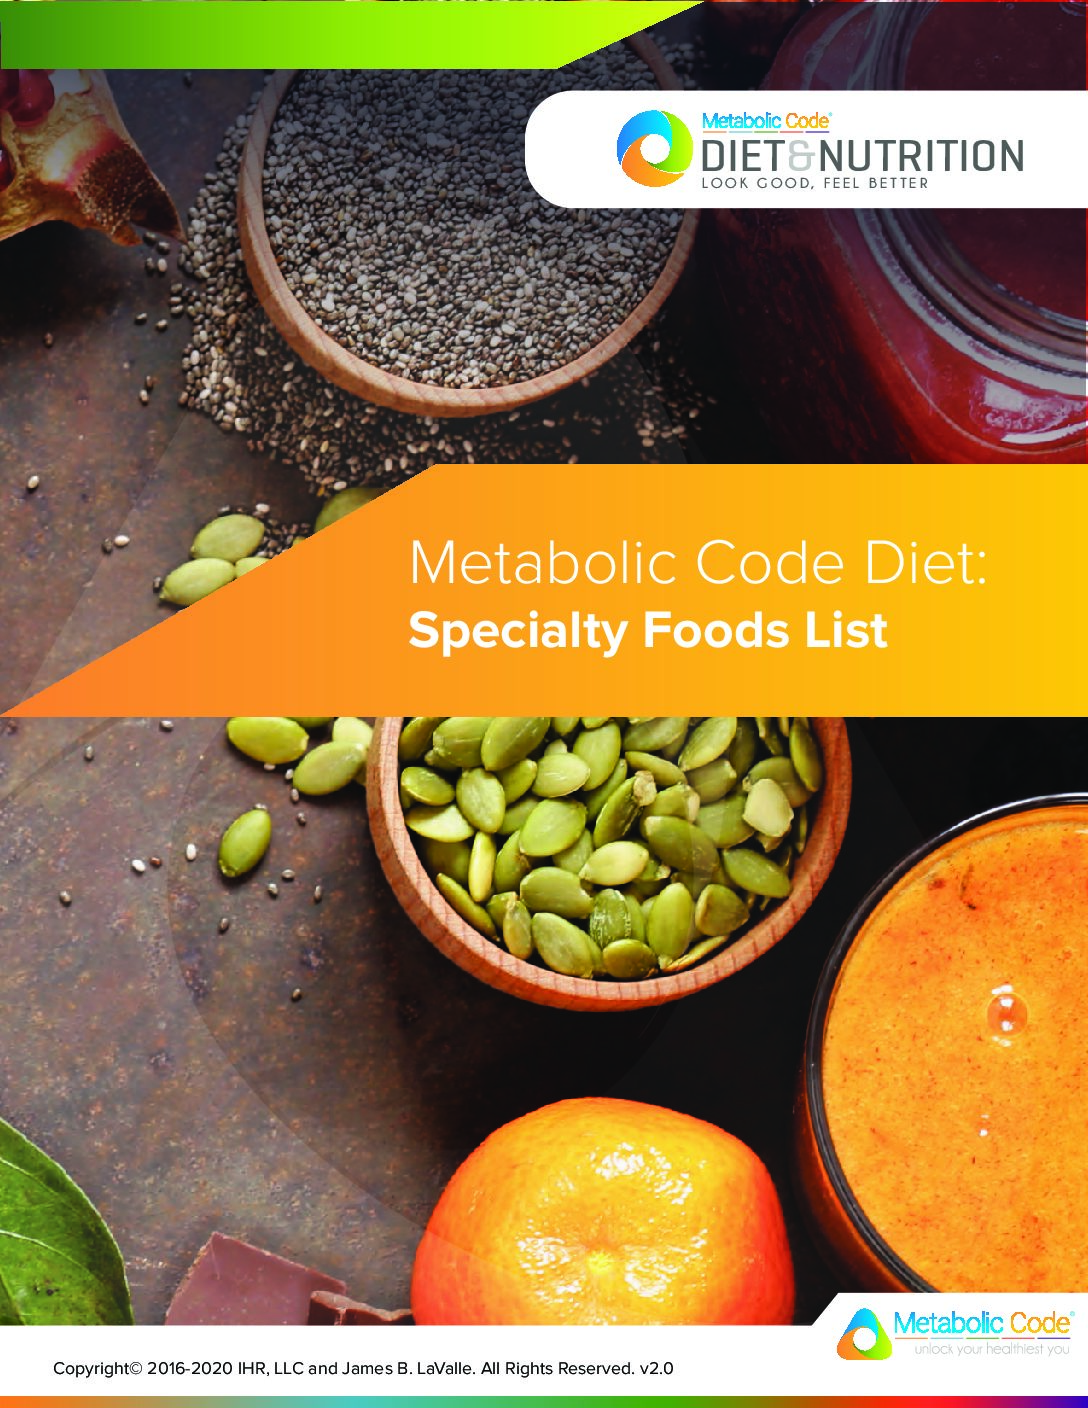 Metabolic Code®
DIET&NUTRITION
LOOK GOOD, FEEL BETTER
Metabolic Code Diet:
Specialty Foods List
Metabolic Code®
unlock your healthiest you
Copyright© 2016-2020 IHR, LLC and James B. LaValle. All Rights Reserved. v2.0